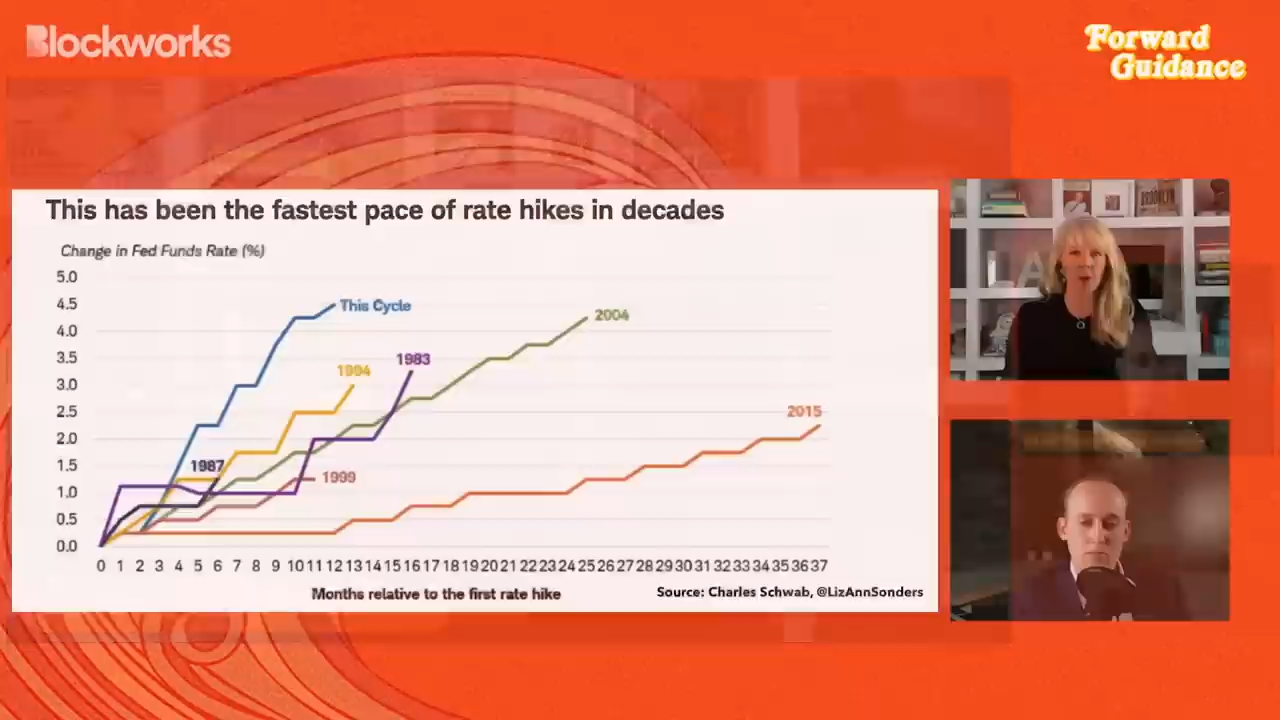 Blockworks
Forward
Guidance
This has been the fastest pace of rate hikes in decades
Change in Fed Funds Rate (%)
5.0
4.5
4.0
3.5
3.0
2.5
2.0
1.5
1.0
0.5
0.0
This Cycle
2004
1983
1994
2015
1987
1999
0 1 2 3 4 5 6 7 8 9 10 11 12 13 14 15 16 17 18 19 20 21 22 23 24 25 26 27 28 29 30 31 32 33 34 35 36 37
Months relative to the first rate hike
Source: Charles Schwab, @LizAnnSonders
BROOKLYN
LA